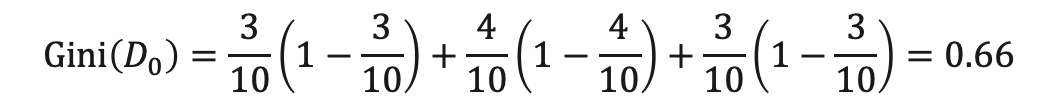 Gini(D₀) = 3/10 (1 − 3/10) + 4/10 (1 − 4/10) + 3/10 (1 − 3/10) = 0.66